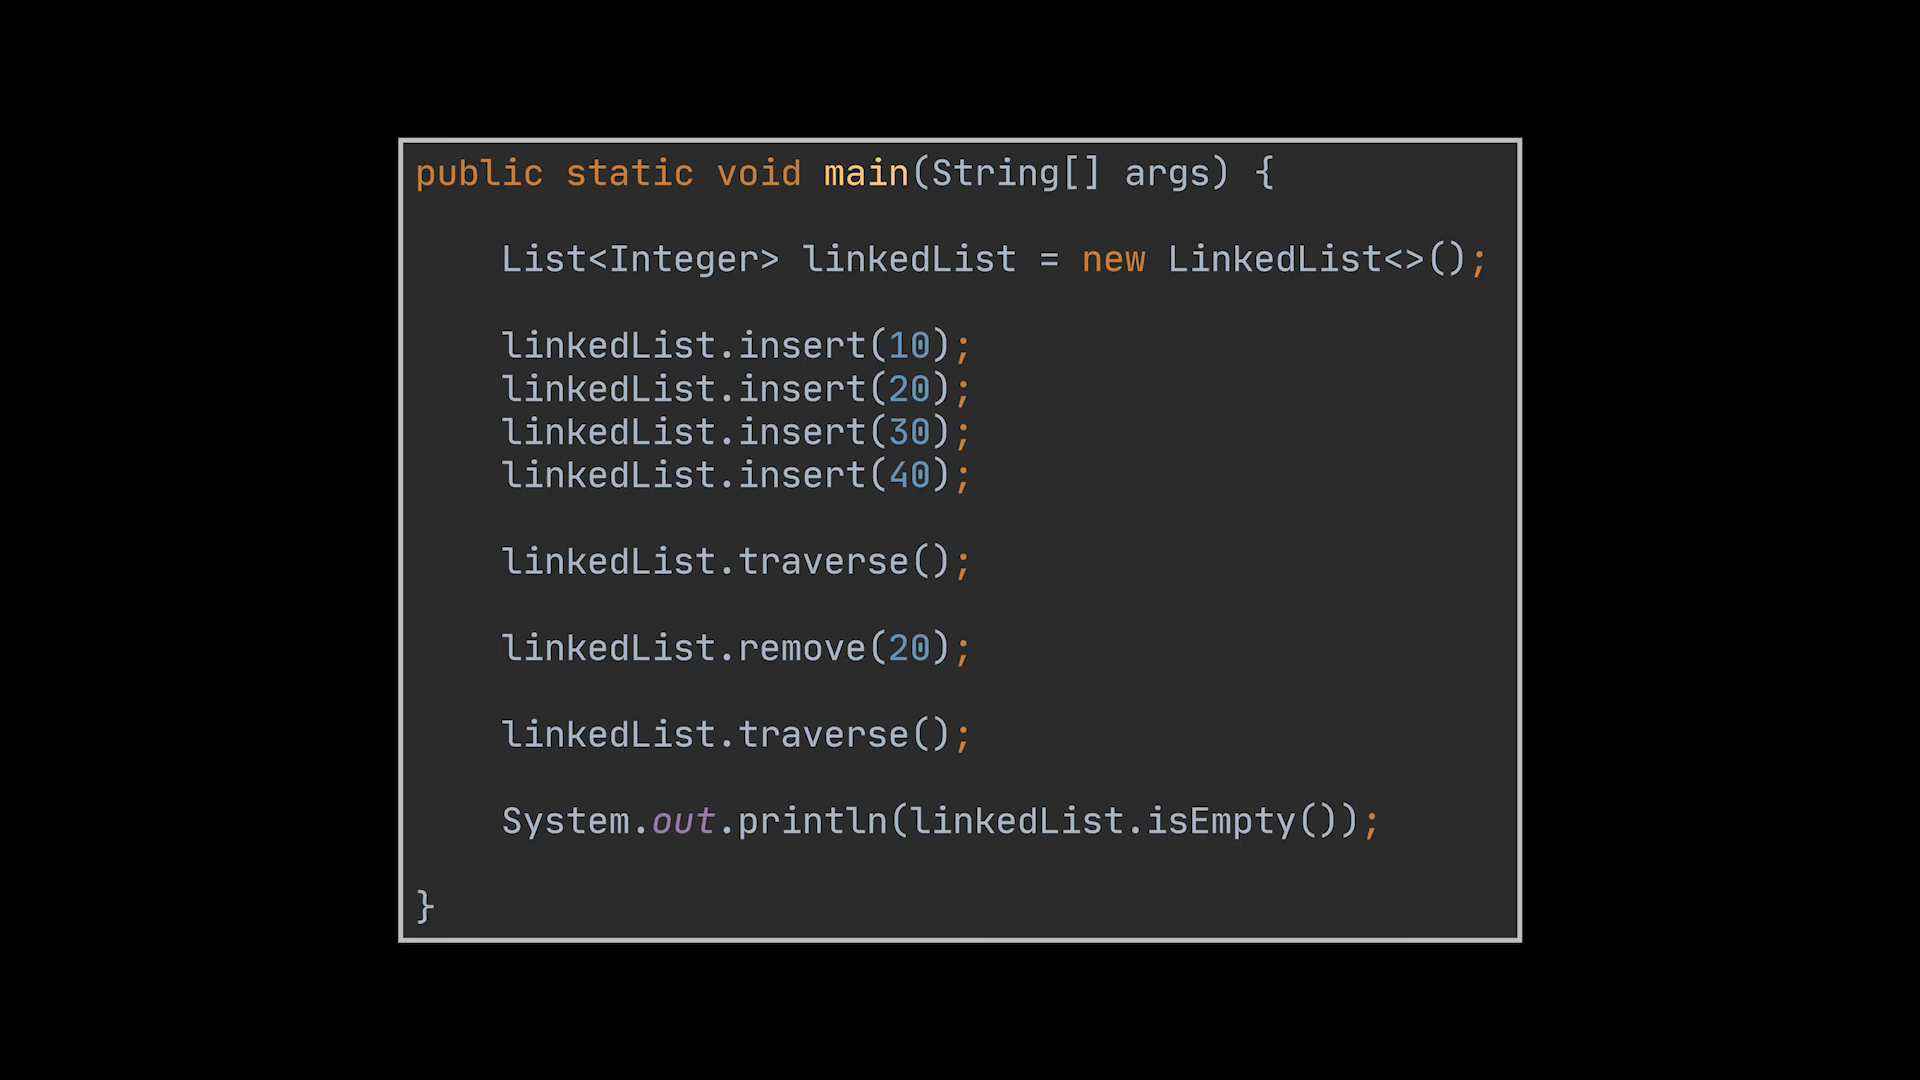 public static void main(String[] args) {
List<Integer> linkedList = new LinkedList<>();
linkedList.insert(10);
linkedList.insert(20);
linkedList.insert(30);
linkedList.insert(40);
linkedList.traverse();
linkedList.remove(20);
linkedList.traverse();
System.out.println(linkedList.isEmpty());
}